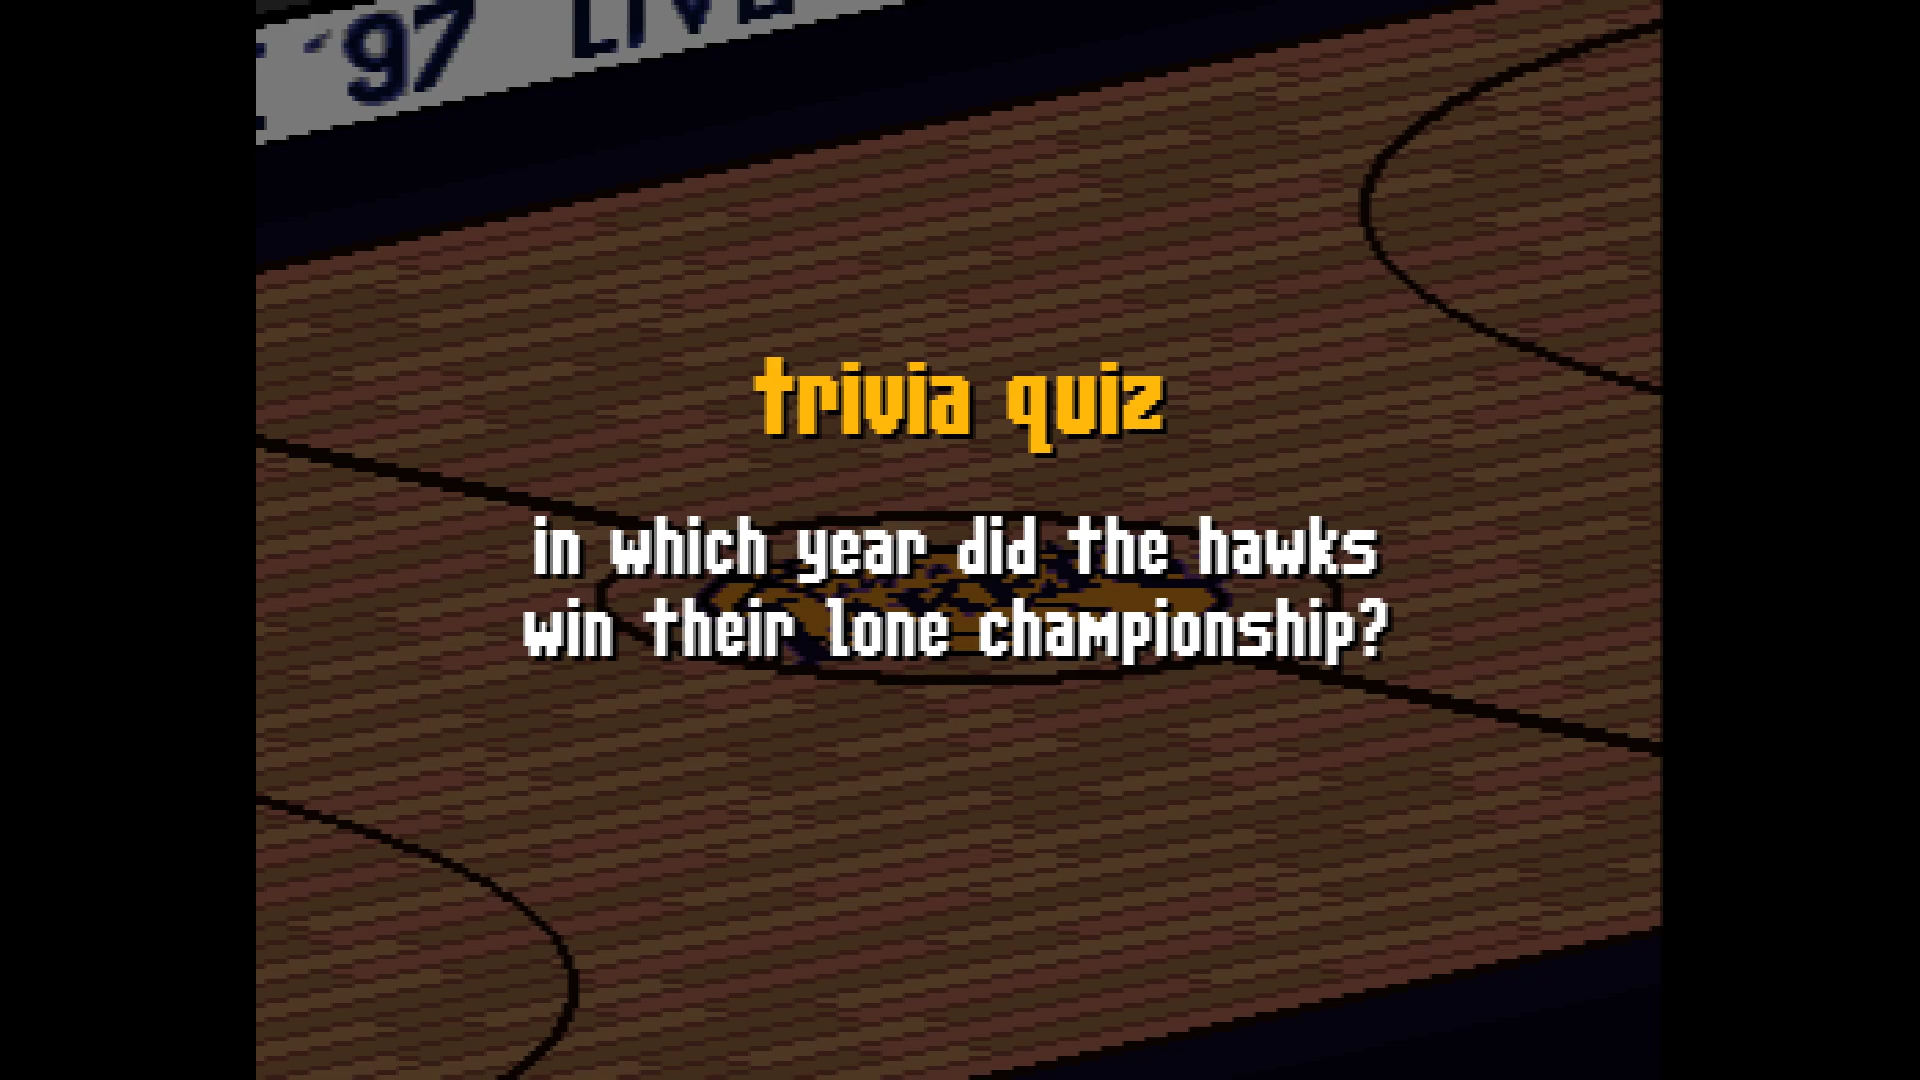 '97 LIVE
trivia quiz
in which year did the hawks
win their lone championship?